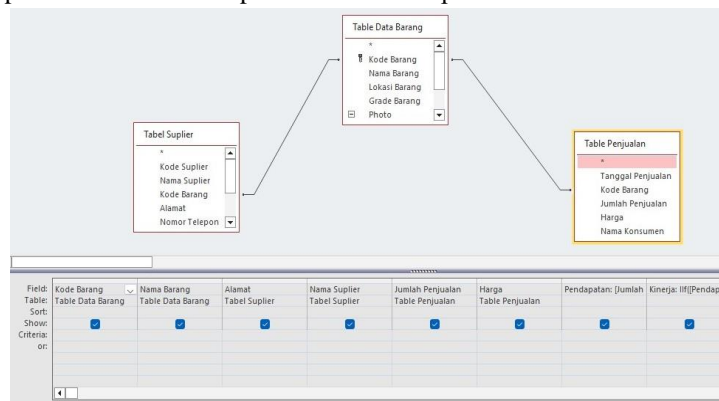 Table Data Barang
*
Kode Barang
Nama Barang
Lokasi Barang
Grade Barang
Photo
Tabel Suplier
*
Kode Suplier
Nama Suplier
Kode Barang
Alamat
Nomor Telepon
Table Penjualan
*
Tanggal Penjualan
Kode Barang
Jumlah Penjualan
Harga
Nama Konsumen
Field: Kode Barang Nama Barang Alamat Nama Suplier Jumlah Penjualan Harga Pendapatan: [Jumlah Kinerja: IIf([Pendap
Table: Table Data Barang Table Data Barang Tabel Suplier Tabel Suplier Table Penjualan Table Penjualan
Sort:
Show:
Criteria:
or: